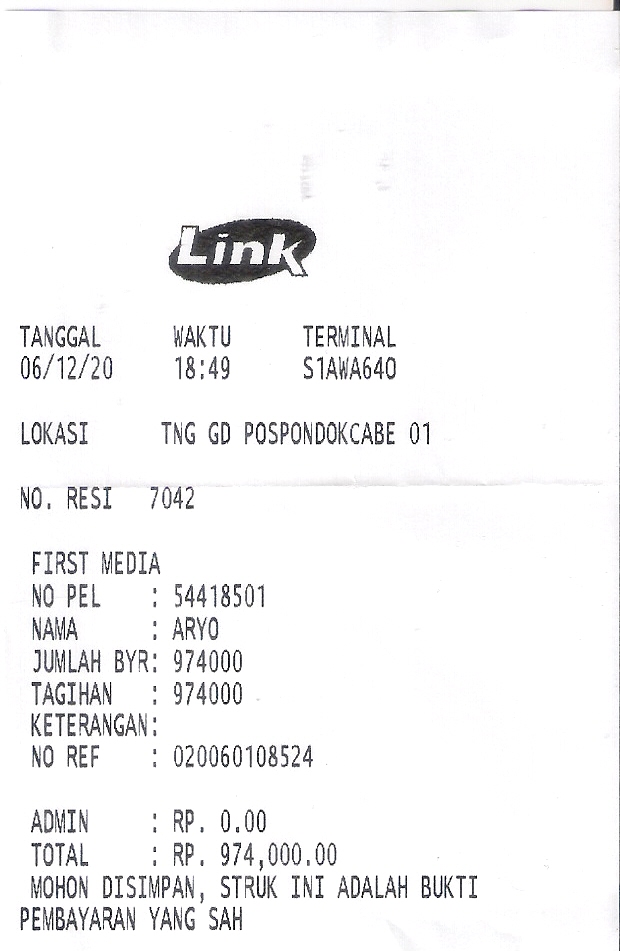 Link
TANGGAL WAKTU TERMINAL
06/12/20 18:49 S1AWA640
LOKASI TNG GD POSPONDOKCABE 01
NO. RESI 7042
FIRST MEDIA
NO PEL : 54418501
NAMA : ARYO
JUMLAH BYR: 974000
TAGIHAN : 974000
KETERANGAN:
NO REF : 020060108524
ADMIN : RP. 0.00
TOTAL : RP. 974,000.00
MOHON DISIMPAN, STRUK INI ADALAH BUKTI
PEMBAYARAN YANG SAH